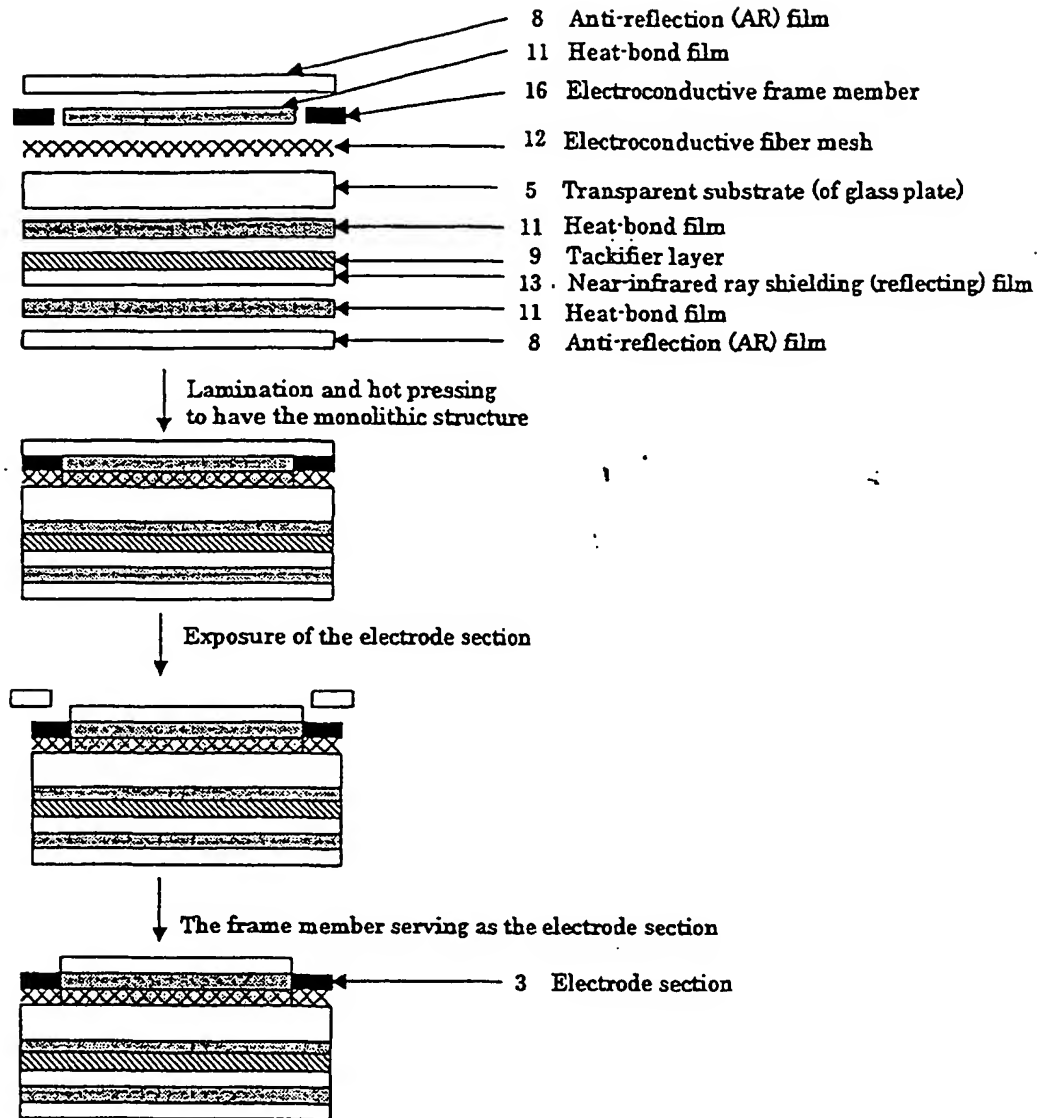 8 Anti-reflection (AR) film
11 Heat-bond film
16 Electroconductive frame member
12 Electroconductive fiber mesh
5 Transparent substrate (of glass plate)
11 Heat-bond film
9 Tackifier layer
13 Near-infrared ray shielding (reflecting) film
11 Heat-bond film
8 Anti-reflection (AR) film
Lamination and hot pressing
to have the monolithic structure
Exposure of the electrode section
The frame member serving as the electrode section
3 Electrode section